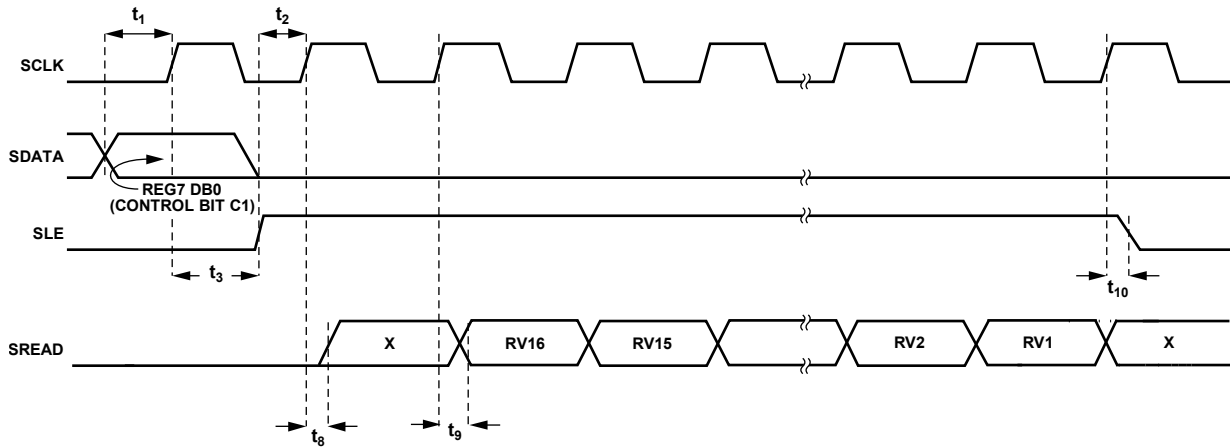 t1 t2
SCLK
SDATA
REG7 DB0
(CONTROL BIT C1)
SLE
t3
t10
SREAD X RV16 RV15 RV2 RV1 X
t8 t9